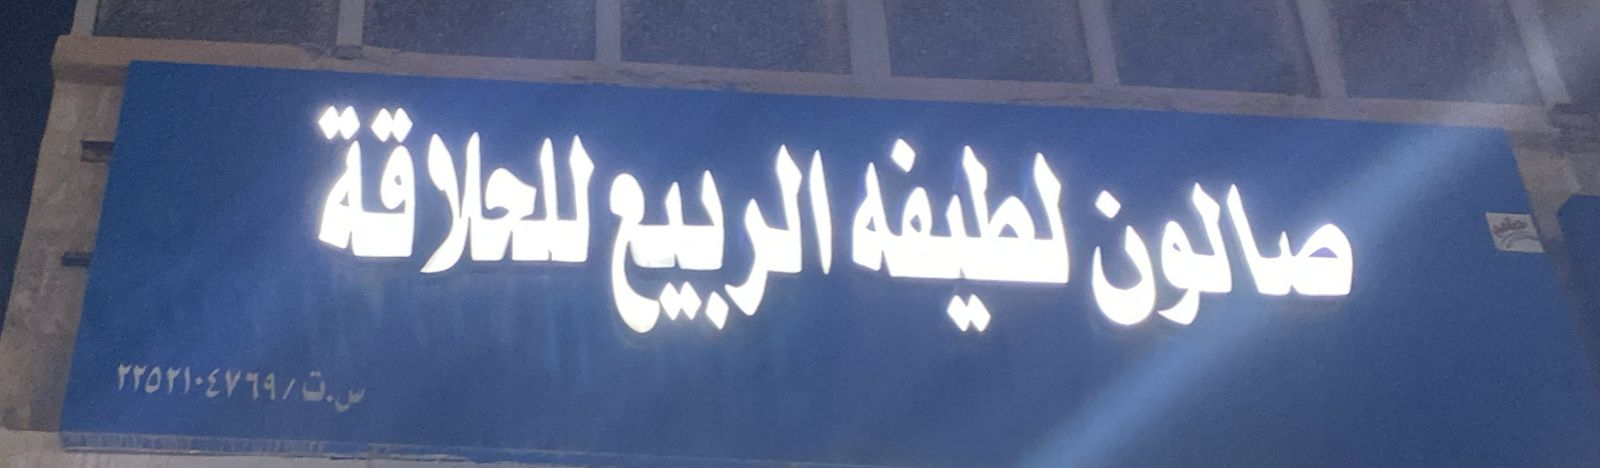 صالون لطيفه الربيع للحلاقة
س.ت/٢٢٥٢١٠٤٧٦٩